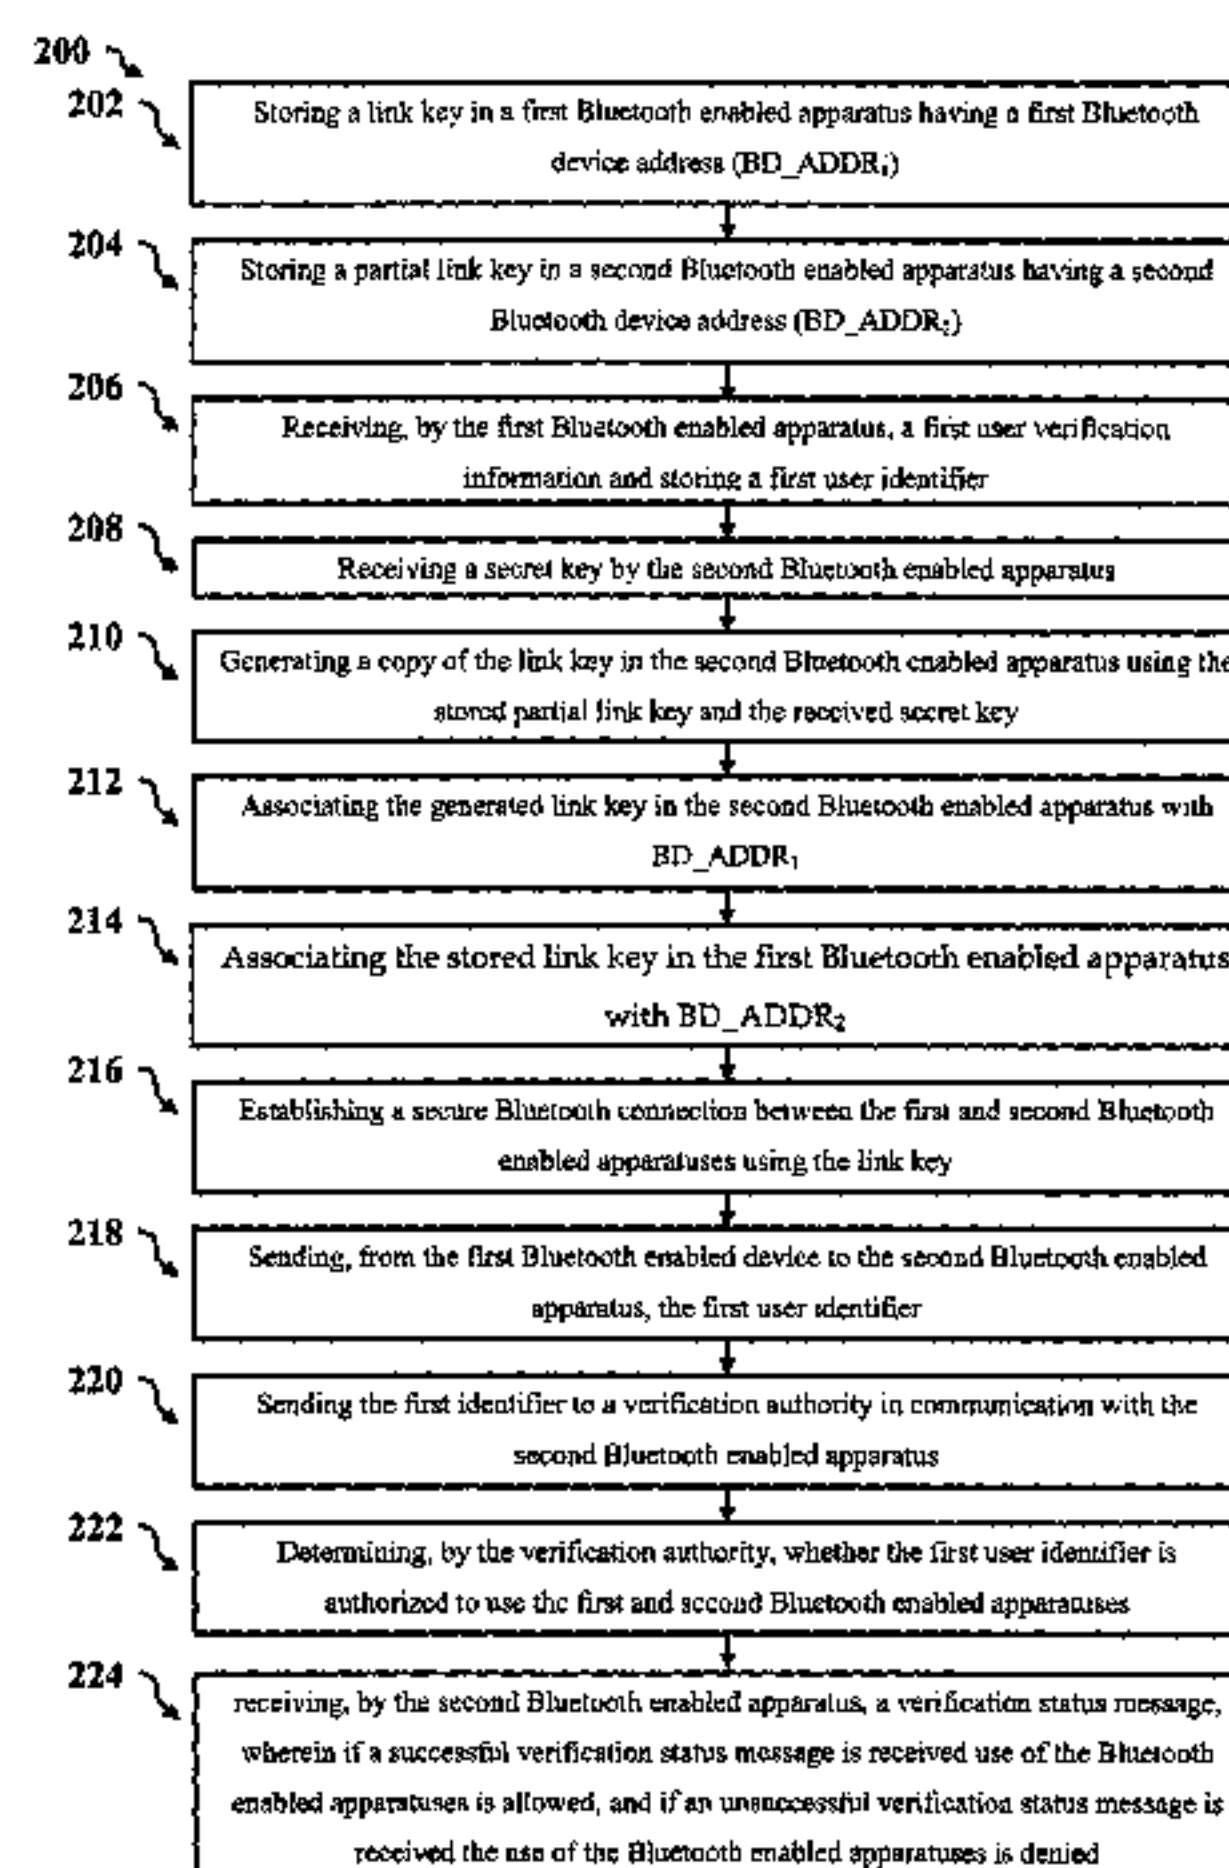 200
202
Storing a link key in a first Bluetooth enabled apparatus having a first Bluetooth
device address (BD_ADDR₁)
204
Storing a partial link key in a second Bluetooth enabled apparatus having a second
Bluetooth device address (BD_ADDR₂)
206
Receiving, by the first Bluetooth enabled apparatus, a first user verification
information and storing a first user identifier
208
Receiving a secret key by the second Bluetooth enabled apparatus
210
Generating a copy of the link key in the second Bluetooth enabled apparatus using the
stored partial link key and the received secret key
212
Associating the generated link key in the second Bluetooth enabled apparatus with
BD_ADDR₁
214
Associating the stored link key in the first Bluetooth enabled apparatus
with BD_ADDR₂
216
Establishing a secure Bluetooth connection between the first and second Bluetooth
enabled apparatuses using the link key
218
Sending, from the first Bluetooth enabled device to the second Bluetooth enabled
apparatus, the first user identifier
220
Sending the first identifier to a verification authority in communication with the
second Bluetooth enabled apparatus
222
Determining, by the verification authority, whether the first user identifier is
authorized to use the first and second Bluetooth enabled apparatuses
224
receiving, by the second Bluetooth enabled apparatus, a verification status message,
wherein if a successful verification status message is received use of the Bluetooth
enabled apparatuses is allowed, and if an unsuccessful verification status message is
received the use of the Bluetooth enabled apparatuses is denied